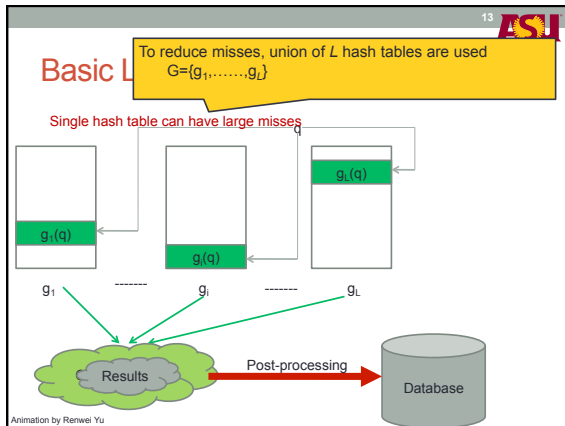 13
ASU
To reduce misses, union of L hash tables are used
G={g1,……,gL}
Basic L
Single hash table can have large misses
q
gL(q)
g1(q)
gi(q)
g1
-------
gi
-------
gL
Results
Post-processing
Database
Animation by Renwei Yu